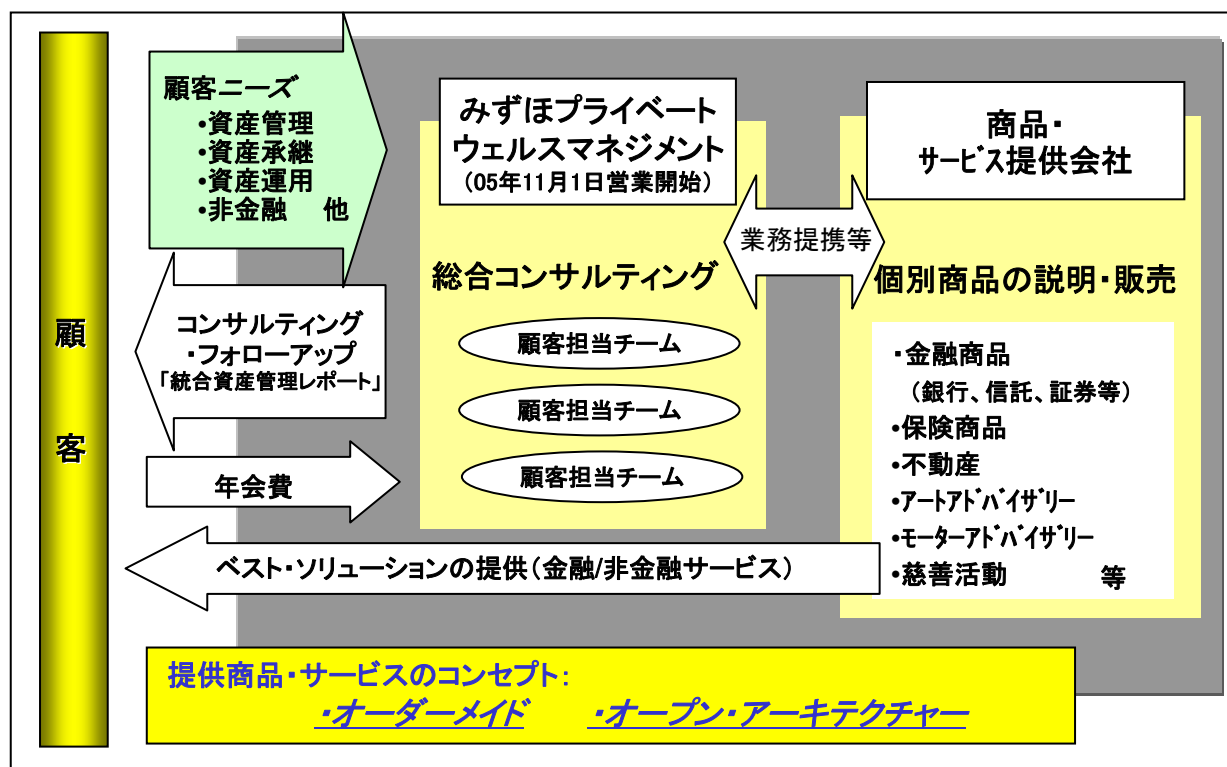 顧
客
顧客ニーズ
・資産管理
・資産承継
・資産運用
・非金融 他
コンサルティング
・フォローアップ
「統合資産管理レポート」
年会費
みずほプライベート
ウェルスマネジメント
(05年11月1日営業開始)
総合コンサルティング
顧客担当チーム
顧客担当チーム
顧客担当チーム
業務提携等
商品・
サービス提供会社
個別商品の説明・販売
・金融商品
(銀行、信託、証券等)
・保険商品
・不動産
・アートアドバイザリー
・モーターアドバイザリー
・慈善活動 等
ベスト・ソリューションの提供(金融/非金融サービス)
提供商品・サービスのコンセプト:
・オーダーメイド ・オープン・アーキテクチャー